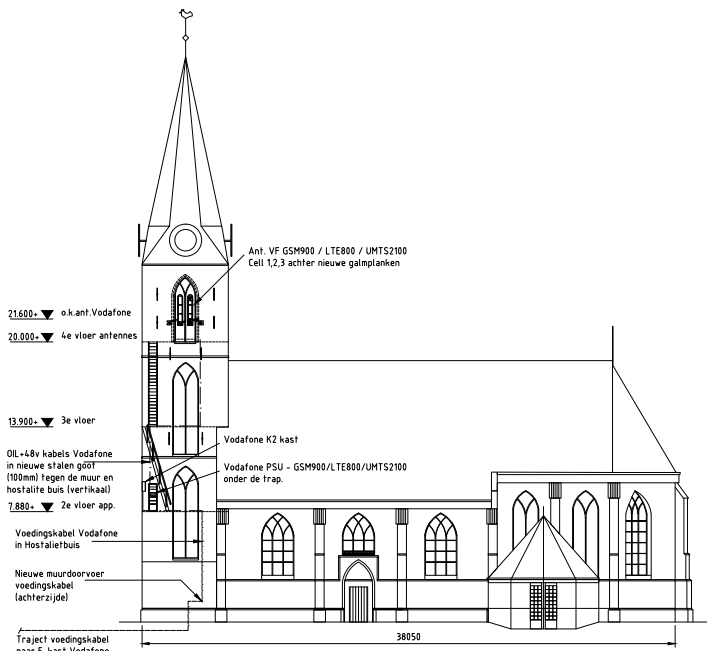 Ant. VF GSM900 / LTE800 / UMTS2100
Cell 1,2,3 achter nieuwe galmplanken
21.600+ o.k.ant.Vodafone
20.000+ 4e vloer antennes
13.900+ 3e vloer
OIL+48v kabels Vodafone
in nieuwe stalen goot
(100mm) tegen de muur en
hostalite buis (vertikaal)
Vodafone K2 kast
Vodafone PSU - GSM900/LTE800/UMTS2100
onder de trap.
7.880+ 2e vloer app.
Voedingskabel Vodafone
in Hostalietbuis
Nieuwe muurdoorvoer
voedingskabel
(achterzijde)
38050
Traject voedingskabel
naar E-kast Vodafone